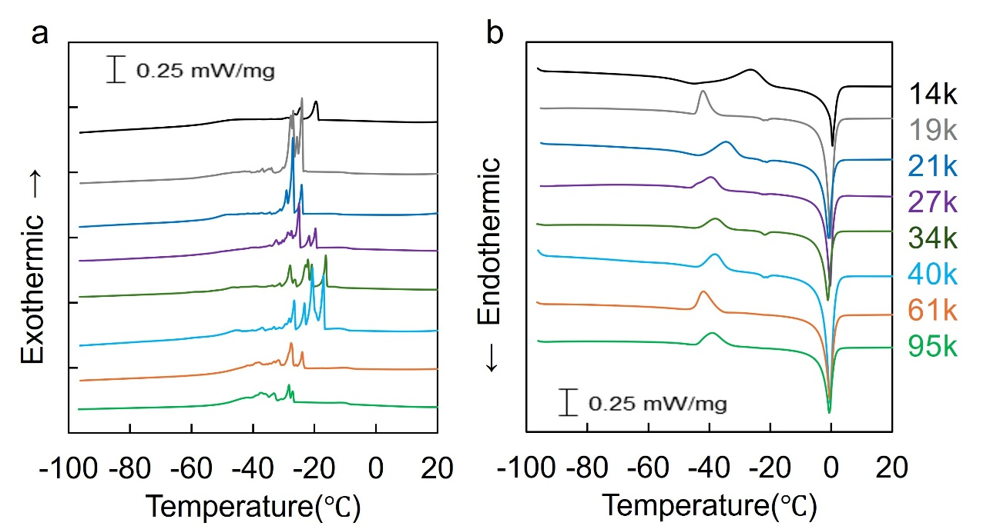 a
0.25 mW/mg
Exothermic →
-100 -80 -60 -40 -20 0 20
Temperature(℃)
b
← Endothermic
0.25 mW/mg
-100 -80 -60 -40 -20 0 20
Temperature(℃)
14k
19k
21k
27k
34k
40k
61k
95k